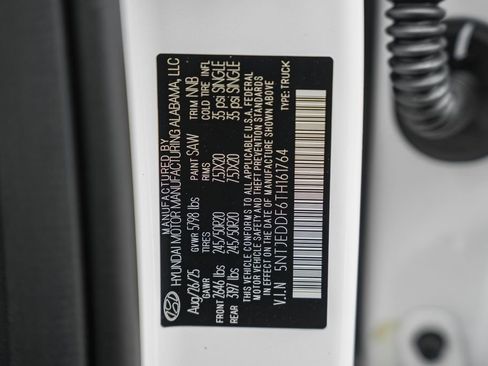 MANUFACTURED BY
HYUNDAI MOTOR MANUFACTURING ALABAMA, LLC
Aug/26/25 GVWR 5798 lbs PAINT SAW TRIM NNB
GAWR TIRES RIMS COLD TIRE INFL
FRONT 2646 lbs 245/50R20 7.5JX20 35 psi SINGLE
REAR 3197 lbs 245/50R20 7.5JX20 35 psi SINGLE
THIS VEHICLE CONFORMS TO ALL APPLICABLE U.S.A. FEDERAL
MOTOR VEHICLE SAFETY AND THEFT PREVENTION STANDARDS
IN EFFECT ON THE DATE OF MANUFACTURE SHOWN ABOVE
V.I.N 5NTJEDDF6TH161764 TYPE: TRUCK